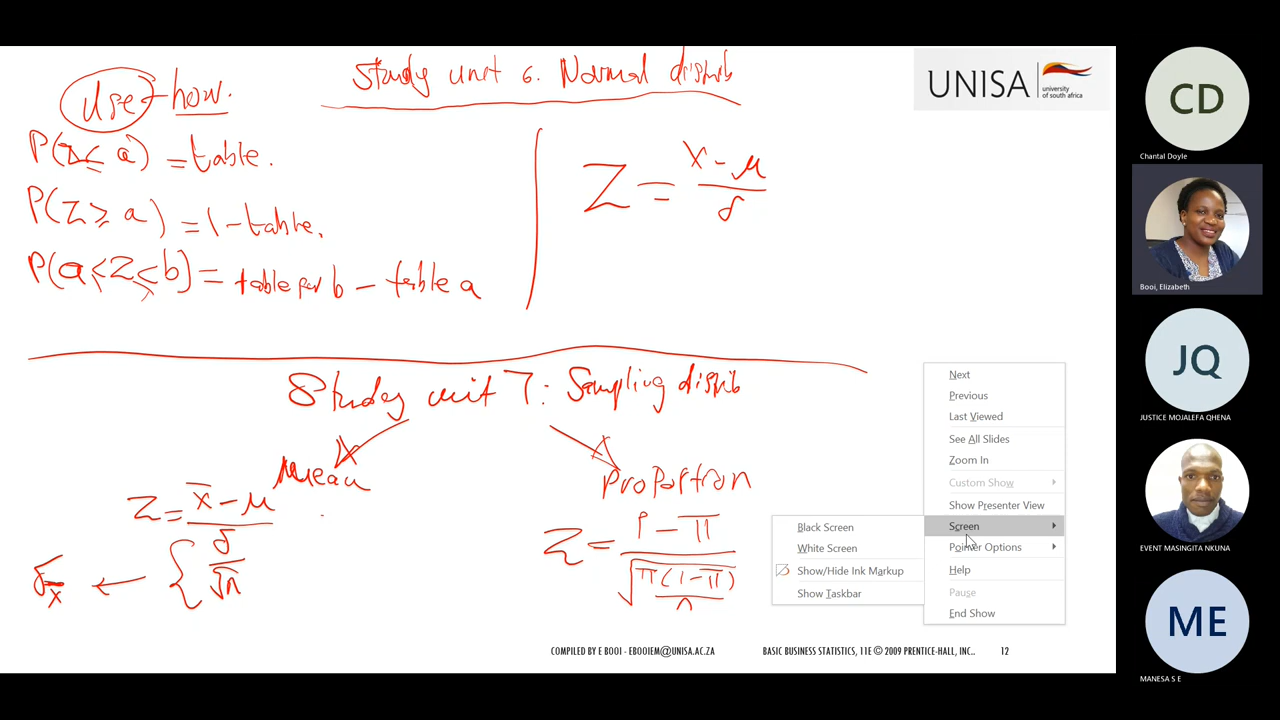 Study unit 6. Normal distrib
Use - how.
P(Z ≤ a) = table.
P(Z ≥ a) = 1 - table.
P(a < Z < b) = table for b - table a
Z = x - μ / σ
UNISA
university
of south africa
Study unit 7: Sampling distrib
Mean
Proportion
Z = x̄ - μ / σ / √n
σx̄ ←
Z = p - π / √π(1-π) / n
Next
Previous
Last Viewed
See All Slides
Zoom In
Custom Show
Show Presenter View
Screen
Pointer Options
Help
Pause
End Show
Black Screen
White Screen
Show/Hide Ink Markup
Show Taskbar
COMPILED BY E BOOI - EBOOIEM@UNISA.AC.ZA
BASIC BUSINESS STATISTICS, 11E © 2009 PRENTICE-HALL, INC..
12
CD
Chantal Doyle
Booi, Elizabeth
JQ
JUSTICE MOJALEFA QHENA
EVENT MASINGITA NKUNA
ME
MANESA S E